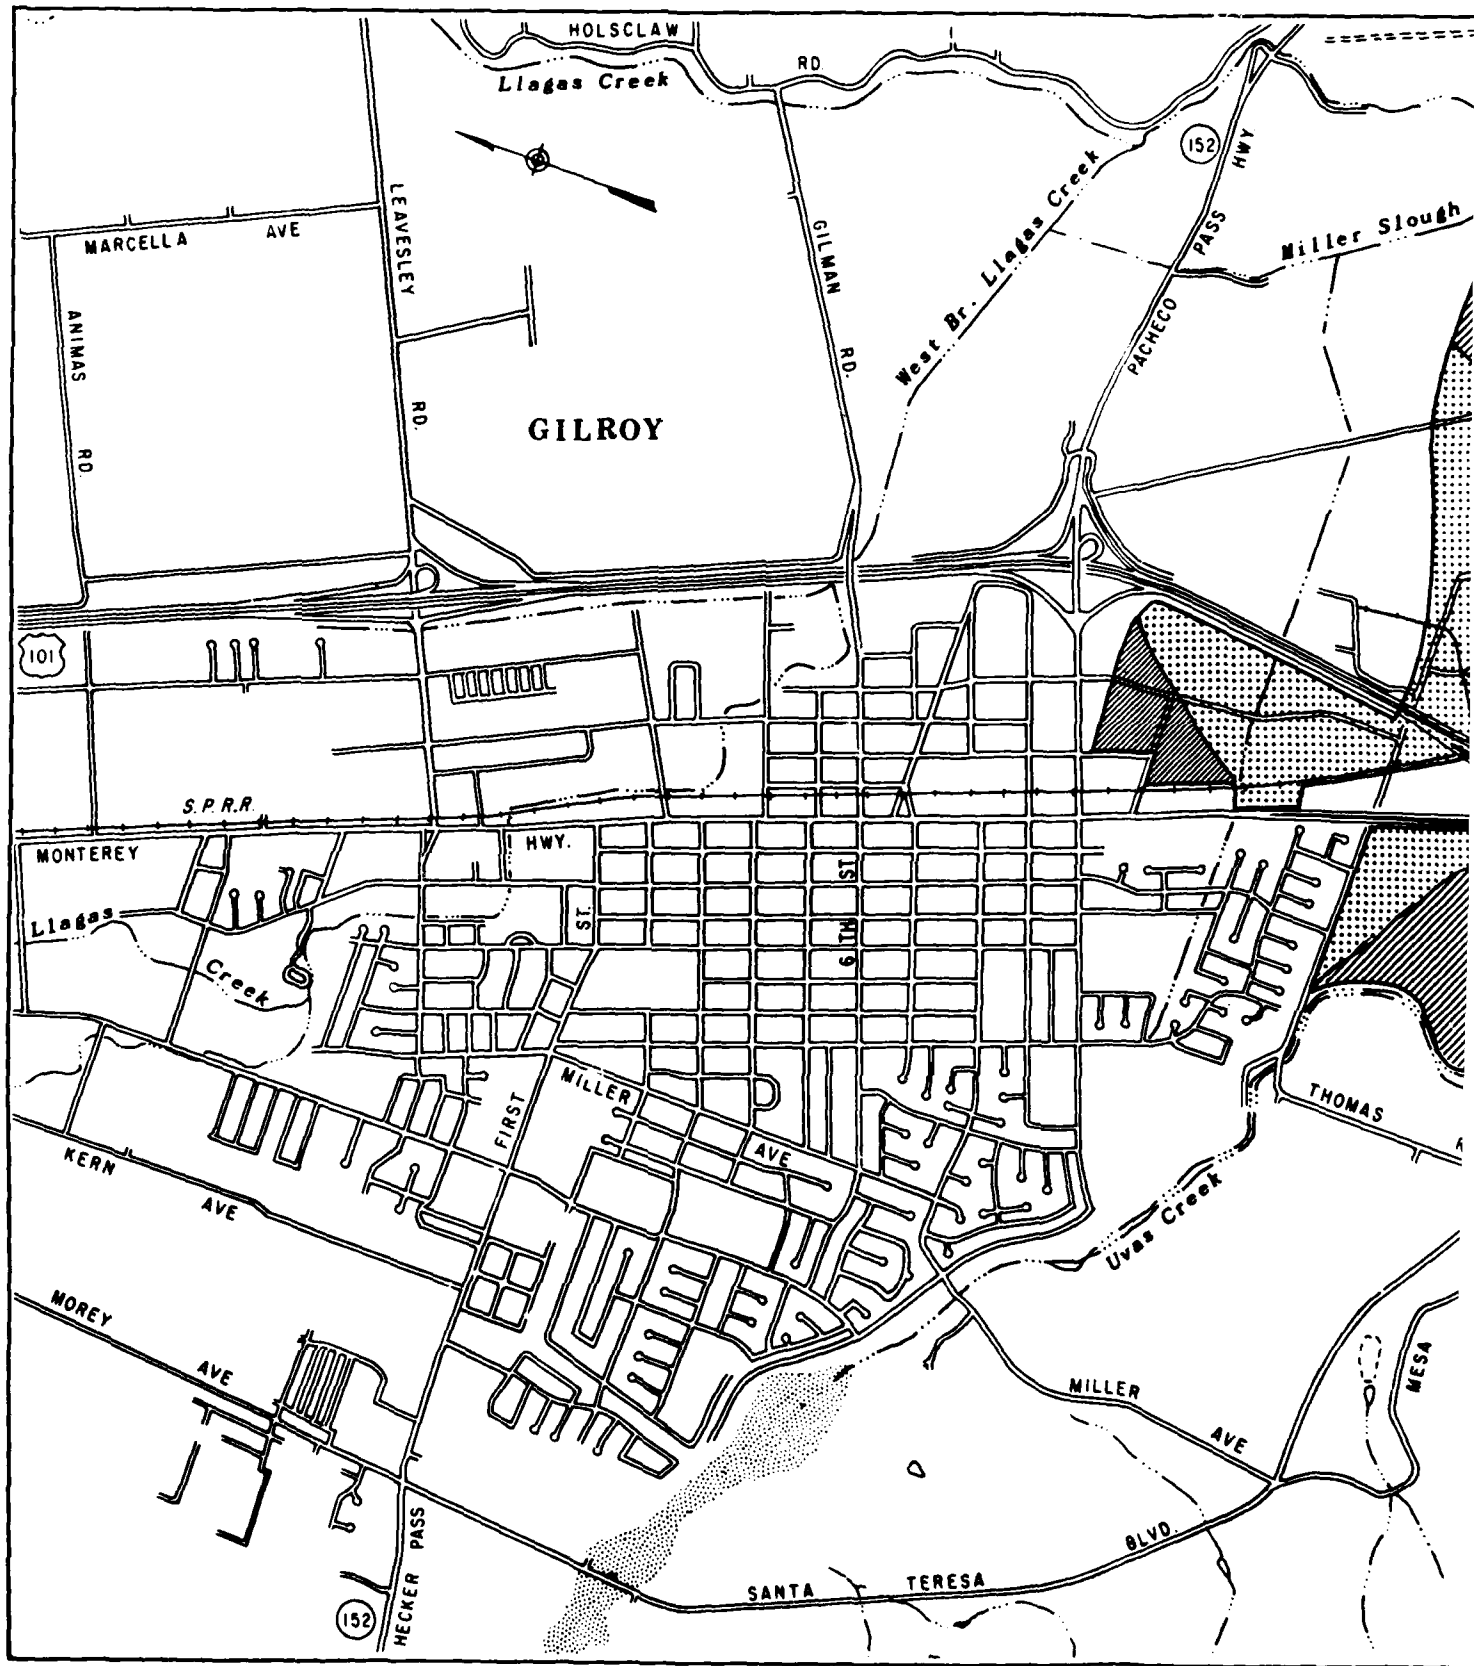 HOLSCLAW
RD.
Llagas Creek
152
HWY
PASS
PACHECO
LEAVESLEY
RD.
MARCELLA AVE
GILMAN
RD.
West Br. Llagas Creek
Miller Slough
ANIMAS
RD.
GILROY
101
S.P.R.R.
MONTEREY
HWY.
ST.
6 TH ST
Llagas
Creek
MILLER
AVE
FIRST
THOMAS
R
KERN
AVE
Uvas Creek
MOREY
AVE
MILLER
AVE
MESA
HECKER PASS
152
SANTA TERESA BLVD.